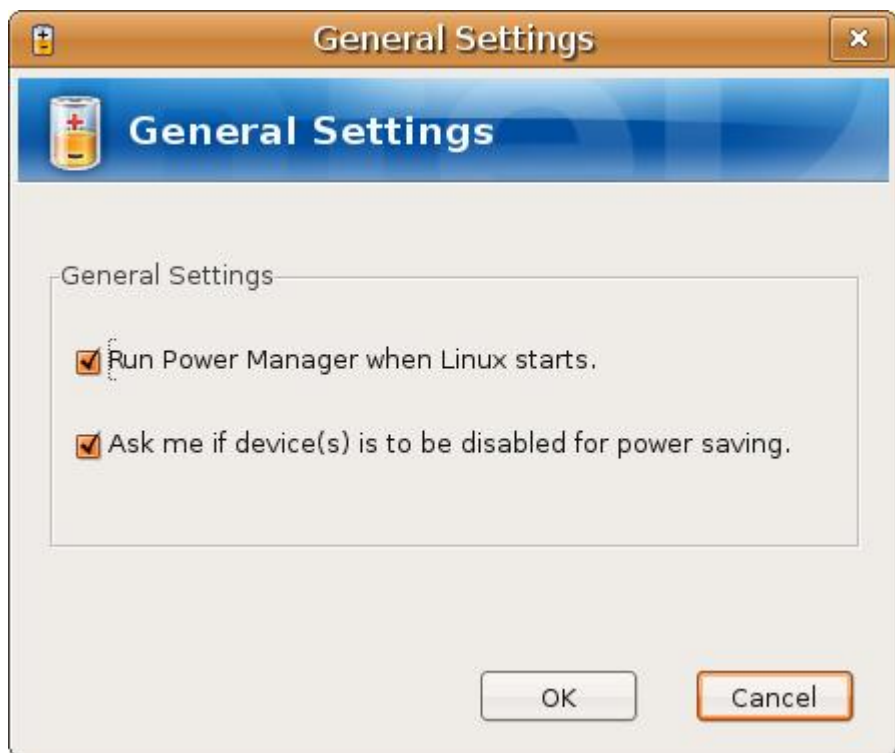 General Settings
General Settings
General Settings
Run Power Manager when Linux starts.
Ask me if device(s) is to be disabled for power saving.
OK
Cancel